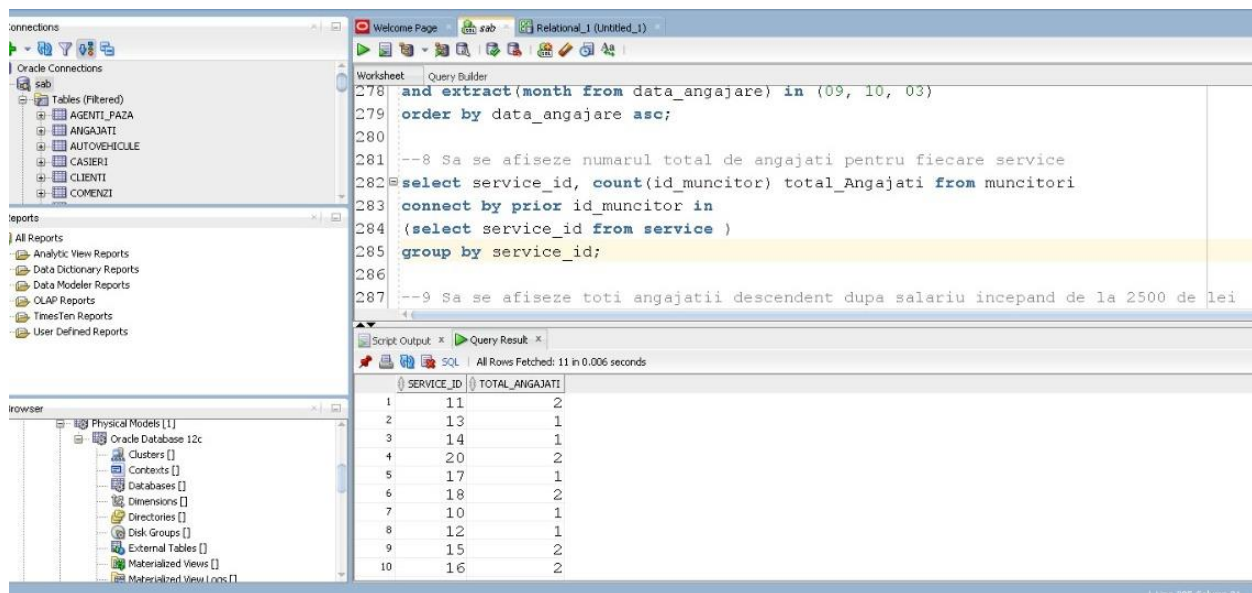 Connections
Oracle Connections
sab
Tables (Filtered)
AGENTI_PAZA
ANGAJATI
AUTOVEHICULE
CASIERI
CLIENTI
COMENZI
Reports
All Reports
Analytic View Reports
Data Dictionary Reports
Data Modeler Reports
OLAP Reports
TimesTen Reports
User Defined Reports
Browser
Physical Models [1]
Oracle Database 12c
Clusters []
Contexts []
Databases []
Dimensions []
Directories []
Disk Groups []
External Tables []
Materialized Views []
Materialized View Logs []
Welcome Page sab Relational_1 (Untitled_1)
Worksheet Query Builder
278 and extract(month from data_angajare) in (09, 10, 03)
279 order by data_angajare asc;
280
281 --8 Sa se afiseze numarul total de angajati pentru fiecare service
282 select service_id, count(id_muncitor) total_Angajati from muncitori
283 connect by prior id_muncitor in
284 (select service_id from service )
285 group by service_id;
286
287 --9 Sa se afiseze toti angajatii descendent dupa salariu incepand de la 2500 de lei
Script Output x Query Result x
SQL | All Rows Fetched: 11 in 0.006 seconds
SERVICE_ID TOTAL_ANGAJATI
1 11 2
2 13 1
3 14 1
4 20 2
5 17 1
6 18 2
7 10 1
8 12 1
9 15 2
10 16 2